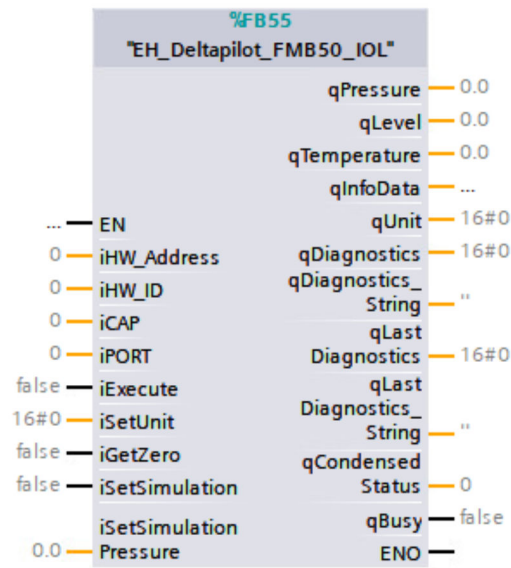 %FB55
"EH_Deltapilot_FMB50_IOL"
qPressure 0.0
qLevel 0.0
qTemperature 0.0
qInfoData ...
... EN qUnit 16#0
0 iHW_Address qDiagnostics 16#0
0 iHW_ID qDiagnostics_
String ''
0 iCAP qLast
0 iPORT Diagnostics 16#0
false iExecute qLast
16#0 iSetUnit Diagnostics_
String ''
false iGetZero qCondensed
false iSetSimulation Status 0
iSetSimulation qBusy false
0.0 Pressure ENO